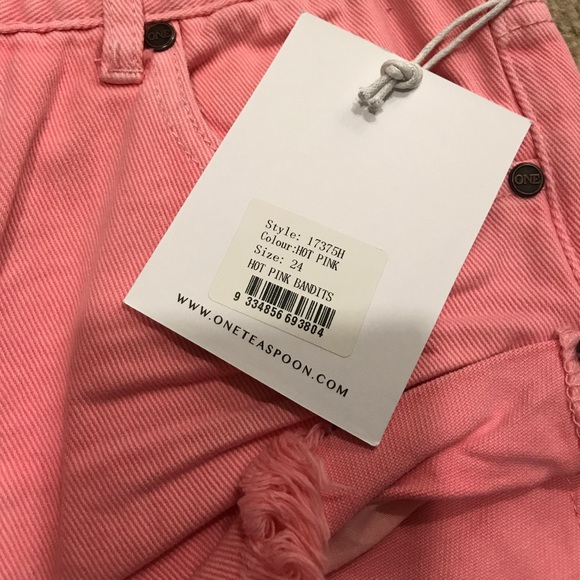 ONE
ONE
Style: 17375H
Colour:HOT PINK
Size: 24
HOT PINK BANDITS
9 334856 693804
WWW.ONETEASPOON.COM